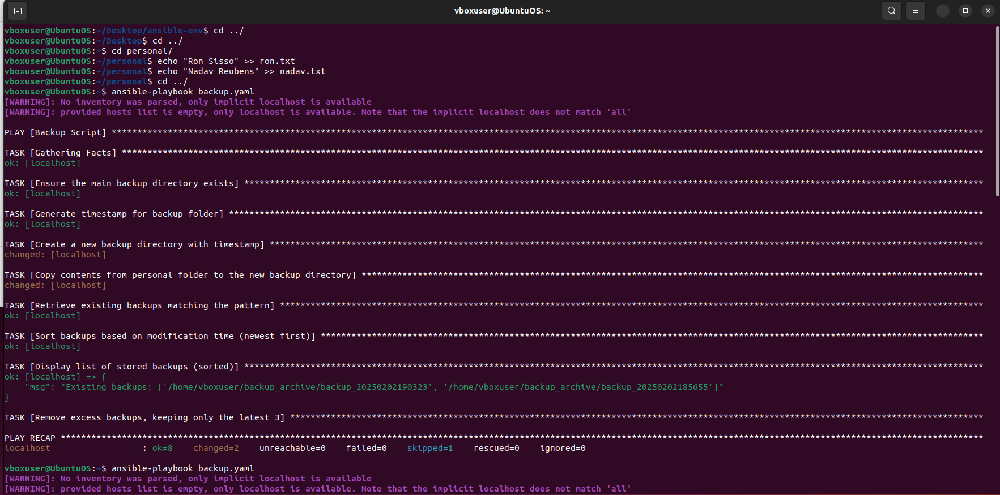 vboxuser@UbuntuOS: ~
vboxuser@UbuntuOS:~/Desktop/ansible-env$ cd ../
vboxuser@UbuntuOS:~/Desktop$ cd ../
vboxuser@UbuntuOS:~$ cd personal/
vboxuser@UbuntuOS:~/personal$ echo "Ron Sisso" >> ron.txt
vboxuser@UbuntuOS:~/personal$ echo "Nadav Reubens" >> nadav.txt
vboxuser@UbuntuOS:~/personal$ cd ../
vboxuser@UbuntuOS:~$ ansible-playbook backup.yaml
[WARNING]: No inventory was parsed, only implicit localhost is available
[WARNING]: provided hosts list is empty, only localhost is available. Note that the implicit localhost does not match 'all'
PLAY [Backup Script] ***************************************************************************************************************************************************************************
TASK [Gathering Facts] *************************************************************************************************************************************************************************
ok: [localhost]
TASK [Ensure the main backup directory exists] *************************************************************************************************************************************************
ok: [localhost]
TASK [Generate timestamp for backup folder] ****************************************************************************************************************************************************
ok: [localhost]
TASK [Create a new backup directory with timestamp] ********************************************************************************************************************************************
changed: [localhost]
TASK [Copy contents from personal folder to the new backup directory] **************************************************************************************************************************
changed: [localhost]
TASK [Retrieve existing backups matching the pattern] ******************************************************************************************************************************************
ok: [localhost]
TASK [Sort backups based on modification time (newest first)] **********************************************************************************************************************************
ok: [localhost]
TASK [Display list of stored backups (sorted)] *************************************************************************************************************************************************
ok: [localhost] => {
"msg": "Existing backups: ['/home/vboxuser/backup_archive/backup_20250202190323', '/home/vboxuser/backup_archive/backup_20250202185655']"
}
TASK [Remove excess backups, keeping only the latest 3] ****************************************************************************************************************************************
PLAY RECAP *************************************************************************************************************************************************************************************
localhost : ok=8 changed=2 unreachable=0 failed=0 skipped=1 rescued=0 ignored=0
vboxuser@UbuntuOS:~$ ansible-playbook backup.yaml
[WARNING]: No inventory was parsed, only implicit localhost is available
[WARNING]: provided hosts list is empty, only localhost is available. Note that the implicit localhost does not match 'all'